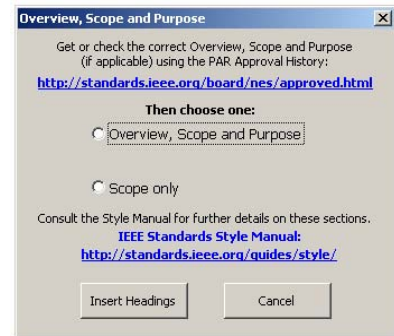 Overview, Scope and Purpose
Get or check the correct Overview, Scope and Purpose
(if applicable) using the PAR Approval History:
http://standards.ieee.org/board/nes/approved.html
Then choose one:
Overview, Scope and Purpose
Scope only
Consult the Style Manual for further details on these sections.
IEEE Standards Style Manual:
http://standards.ieee.org/guides/style/
Insert Headings Cancel